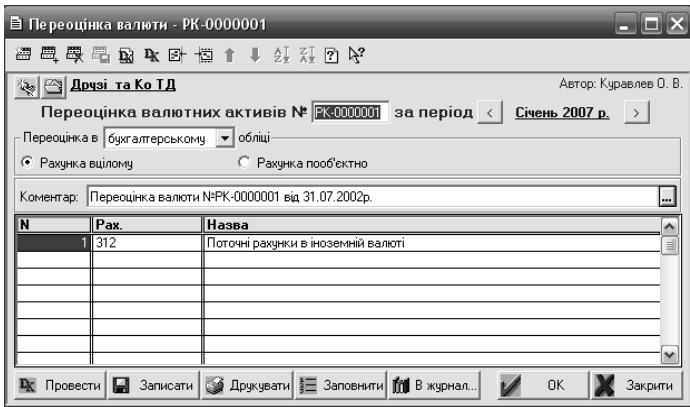 Переоцінка валюти - РК-0000001
Друзі та Ко ТД
Автор: Куравлев О. В.
Переоцінка валютних активів № РК-0000001 за період < Січень 2007 р. >
Переоцінка в бухгалтерському обліці
Рахунка вцілому Рахунка пооб'єктно
Коментар: Переоцінка валюти №РК-0000001 від 31.07.2002р. ...
N Рах. Назва
1 312 Поточні рахунки в іноземній валюті
Провести Записати Друкувати Заповнити В журнал... OK Закрити